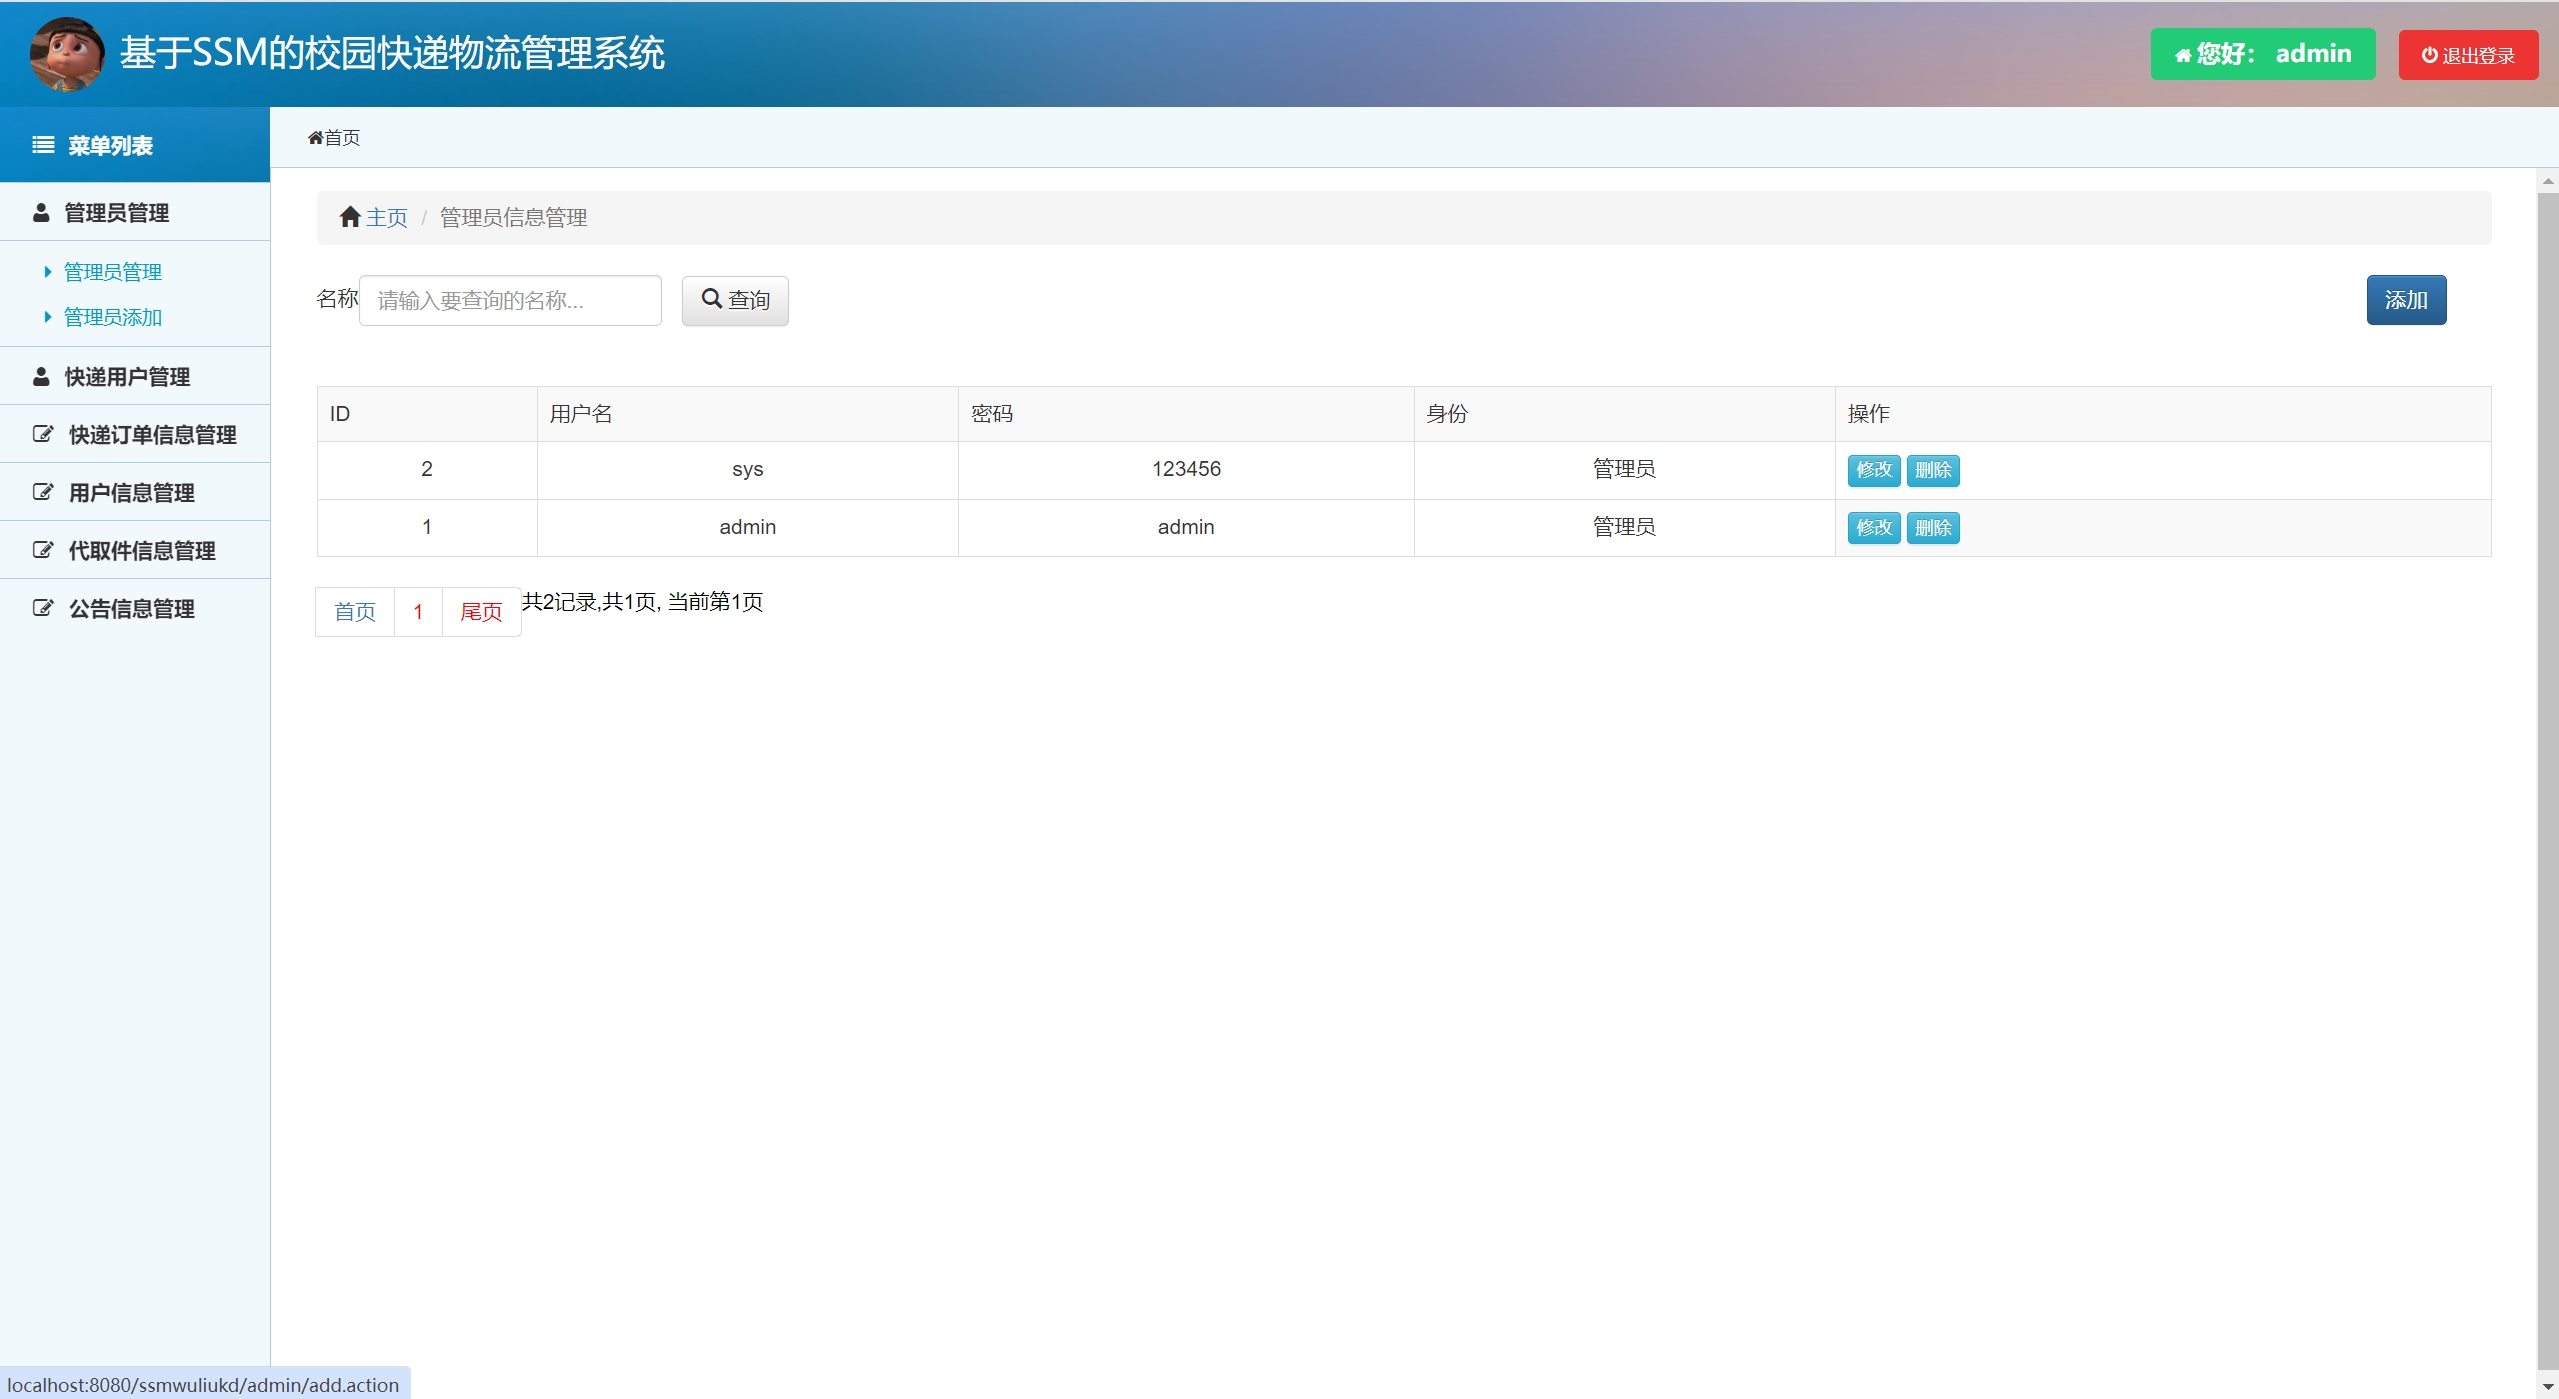 基于SSM的校园快递物流管理系统
您好： admin
退出登录
菜单列表
首页
管理员管理
管理员管理
管理员添加
快递用户管理
快递订单信息管理
用户信息管理
代取件信息管理
公告信息管理
主页 / 管理员信息管理
名称 请输入要查询的名称... 查询 添加
ID 用户名 密码 身份 操作
2 sys 123456 管理员 修改 删除
1 admin admin 管理员 修改 删除
首页 1 尾页 共2记录,共1页, 当前第1页
localhost:8080/ssmwuliukd/admin/add.action